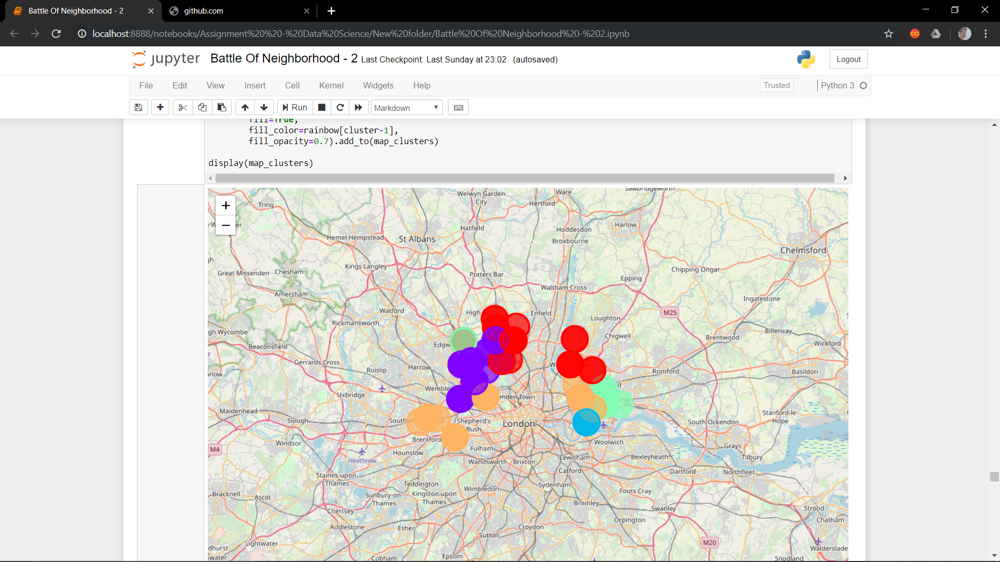 Battle Of Neighborhood - 2
github.com
localhost:8888/notebooks/Assignment%20%20-%20Data%20Science/New%20folder/Battle%20Of%20Neighborhood%20-%202.ipynb
jupyter Battle Of Neighborhood - 2 Last Checkpoint: Last Sunday at 23:02 (autosaved)
Logout
File Edit View Insert Cell Kernel Widgets Help
Trusted
Python 3
Run
Markdown
fill=True,
fill_color=rainbow[cluster-1],
fill_opacity=0.7).add_to(map_clusters)
display(map_clusters)
+
−
Sawbridgeworth
Ware
Welwyn Garden
City
Tring
Hertford
Harlow
Hatfield
Hoddesdon
Hemel Hempstead
St Albans
Broxbourne
Chelmsford
Kings Langley
Chipping Ongar
Great Missenden
Chesham
Potters Bar
Epping
Waltham Cross
Amersham
Ingatestone
Watford
High
Enfield
M25
Loughton
Rickmansworth
Billericay
gh Wycombe
Chigwell
Brentwood
Beaconsfield
Edgw
Wickford
Gerrards Cross
Harrow
Ruislip
Romford
Basildon
Wemble
Uxbridge
mden Town
Maidenhead
Stanford-le-
Hope
Slough
South
Shepherd's
Bush
London
South Ockendon
Brentford
Windsor
Woolwich
Grays
M4
Fulham
Hounslow
Heathrow
Wandsworth
Brixton
Lewisham
Bexleyheath
Tilbury
Catford
Dartford
Northfleet
Staines-upon-
Thames
Teddington
Sydenham
Wimbledon
Foots Cray
Bracknell
Ascot
Sunbury-on-
Thames
Kingston upon
Thames
Bromley
Swanley
Strood
Chertsey
Orpington
Chatham
Addlestone
Esher
Croydon
Sutton
Lightwater
M20
Walderslade
Cobham
Epsom
Snodland